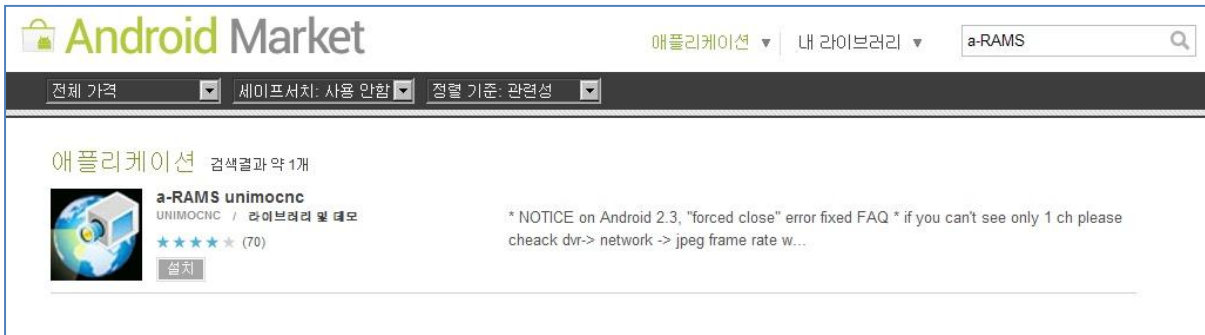 Android Market
애플리케이션 ▼ 내 라이브러리 ▼ a-RAMS
전체 가격 세이프서치: 사용 안함 정렬 기준: 관련성
애플리케이션 검색결과 약 1개
a-RAMS unimocnc
UNIMOCNC / 라이브러리 및 데모
(70)
설치
* NOTICE on Android 2.3, "forced close" error fixed FAQ * if you can't see only 1 ch please
cheack dvr-> network -> jpeg frame rate w...